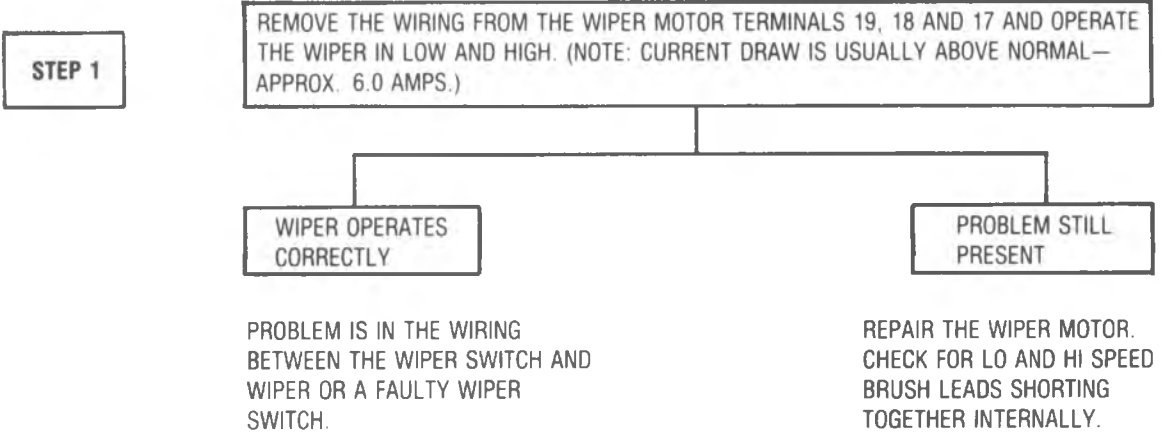 STEP 1
REMOVE THE WIRING FROM THE WIPER MOTOR TERMINALS 19, 18 AND 17 AND OPERATE
THE WIPER IN LOW AND HIGH. (NOTE: CURRENT DRAW IS USUALLY ABOVE NORMAL—
APPROX. 6.0 AMPS.)
WIPER OPERATES
CORRECTLY
PROBLEM IS IN THE WIRING
BETWEEN THE WIPER SWITCH AND
WIPER OR A FAULTY WIPER
SWITCH.
PROBLEM STILL
PRESENT
REPAIR THE WIPER MOTOR.
CHECK FOR LO AND HI SPEED
BRUSH LEADS SHORTING
TOGETHER INTERNALLY.